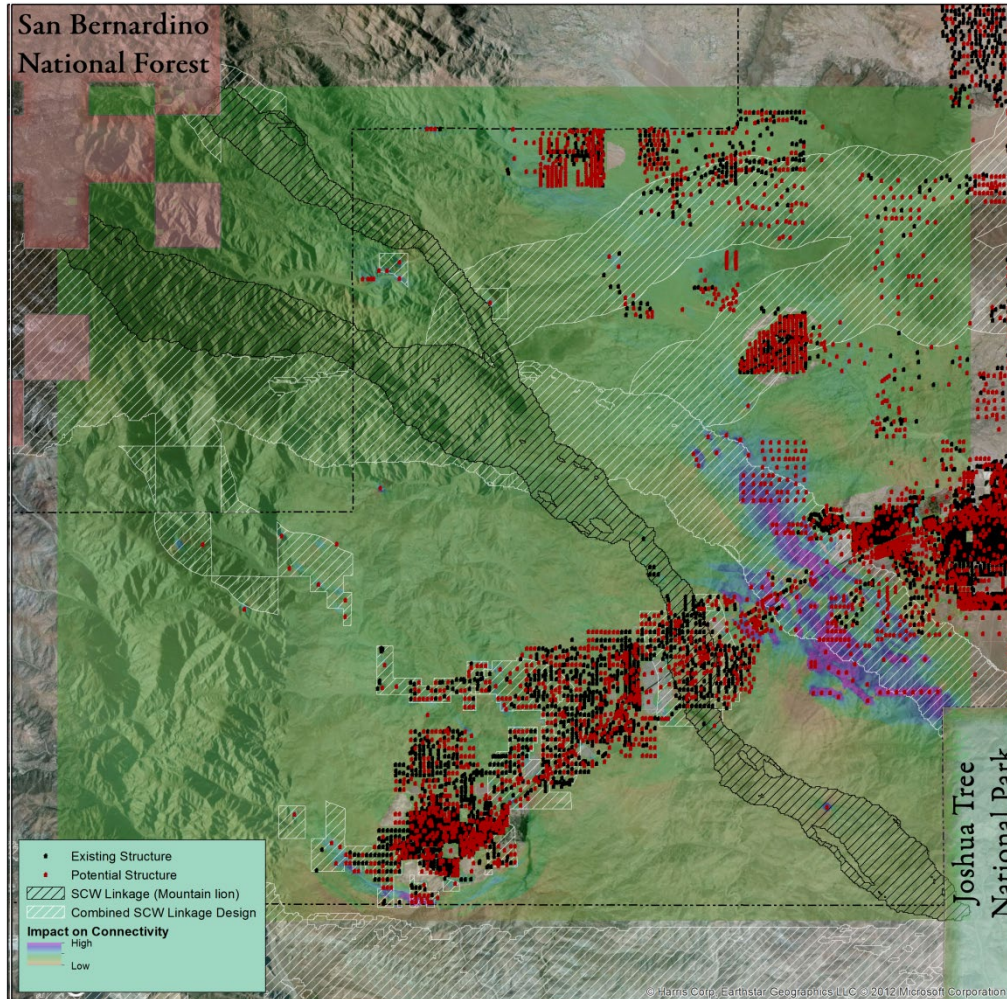 San Bernardino
National Forest
Joshua Tree
National Park
Existing Structure
Potential Structure
SCW Linkage (Mountain lion)
Combined SCW Linkage Design
Impact on Connectivity
High
Low
© Harris Corp, Earthstar Geographics LLC © 2012 Microsoft Corporation